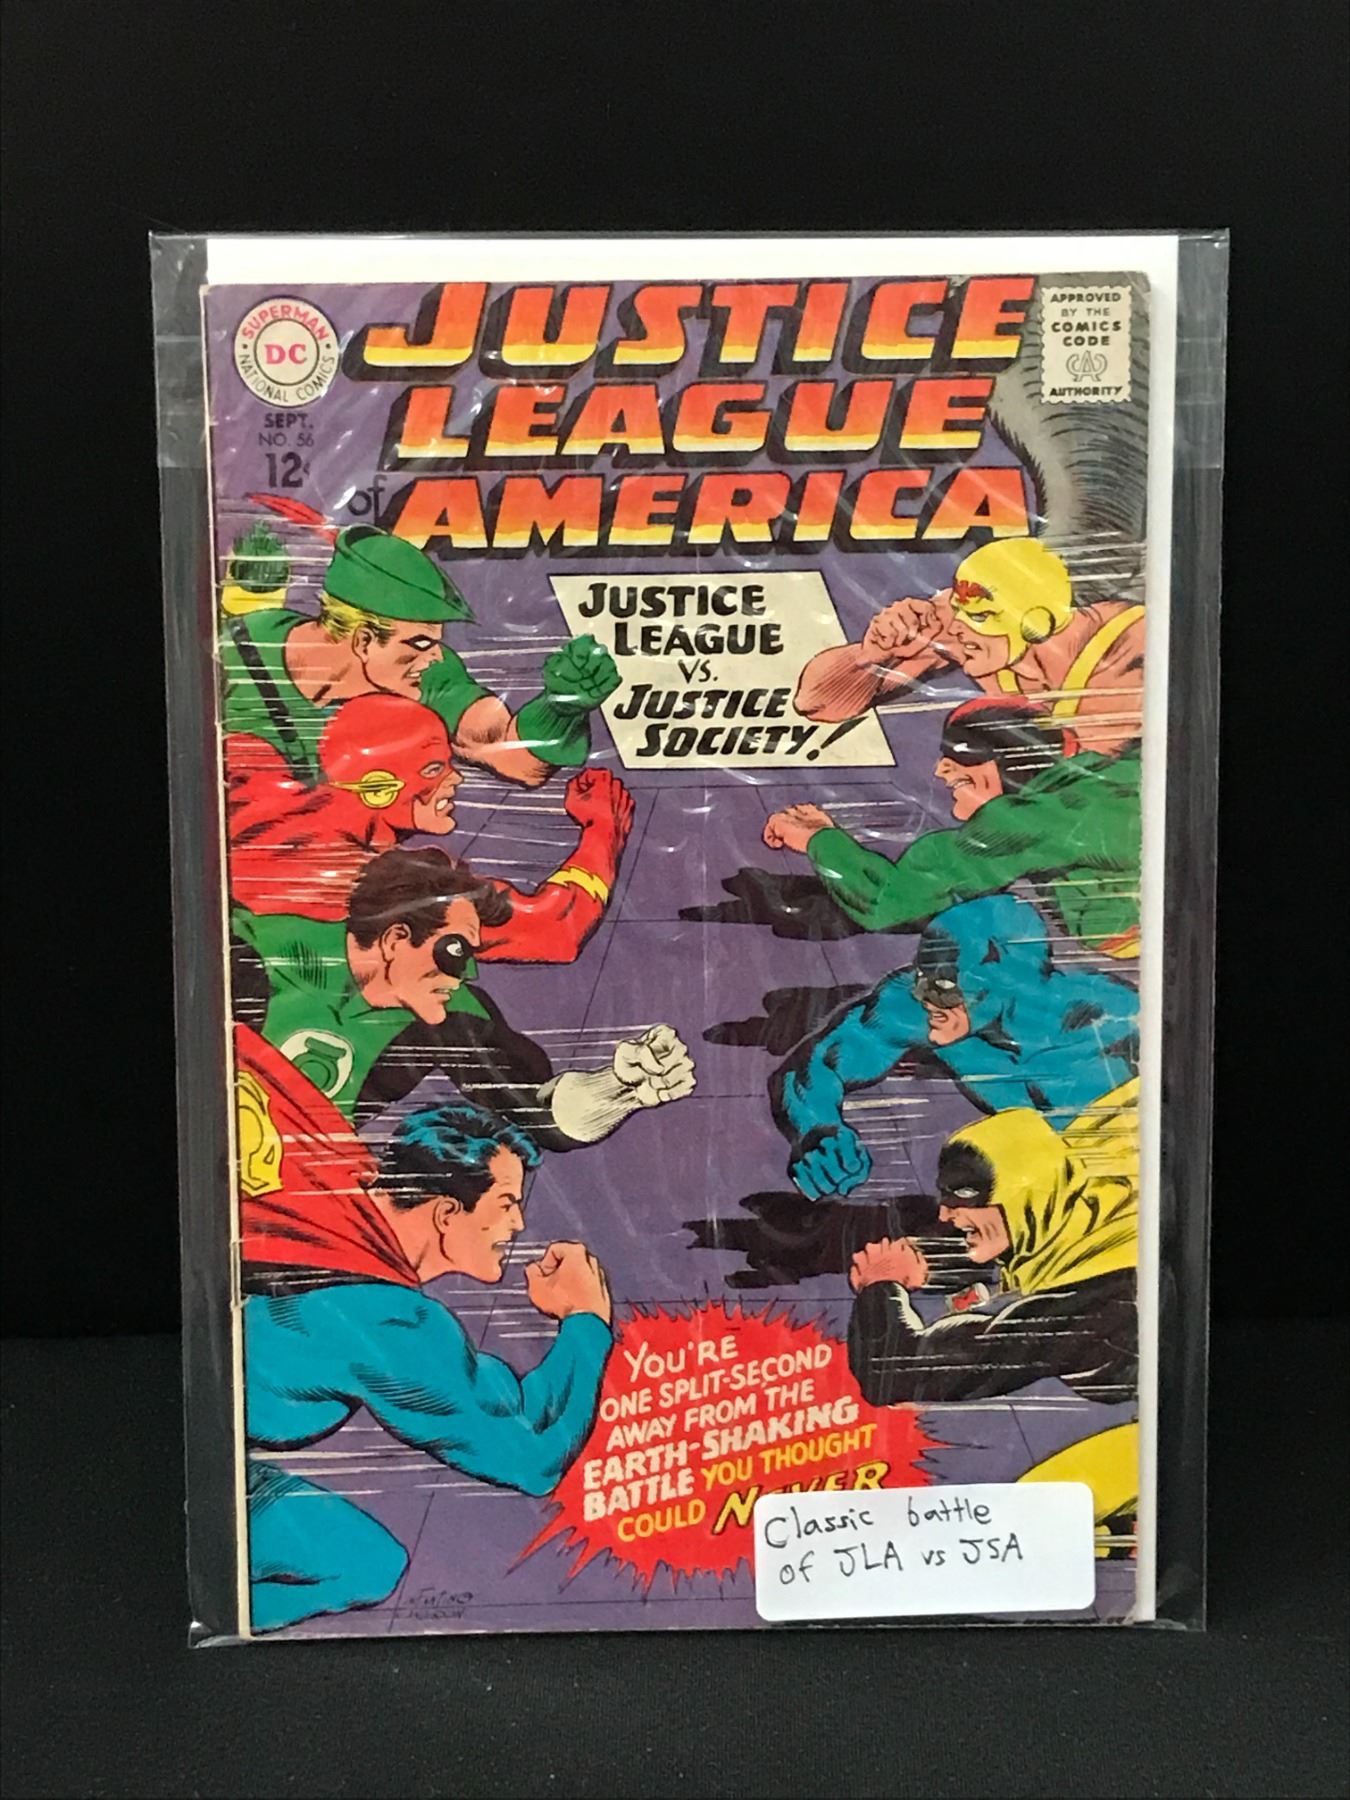 SUPERMAN
DC
NATIONAL COMICS
SEPT.
NO. 56
12¢
JUSTICE
LEAGUE
of AMERICA
APPROVED
BY THE
COMICS
CODE
CA
AUTHORITY
JUSTICE
LEAGUE
VS.
JUSTICE
SOCIETY!
YOU'RE
ONE SPLIT-SECOND
AWAY FROM THE
EARTH-SHAKING
BATTLE YOU THOUGHT
COULD NEVER
Classic battle
of JLA vs JSA